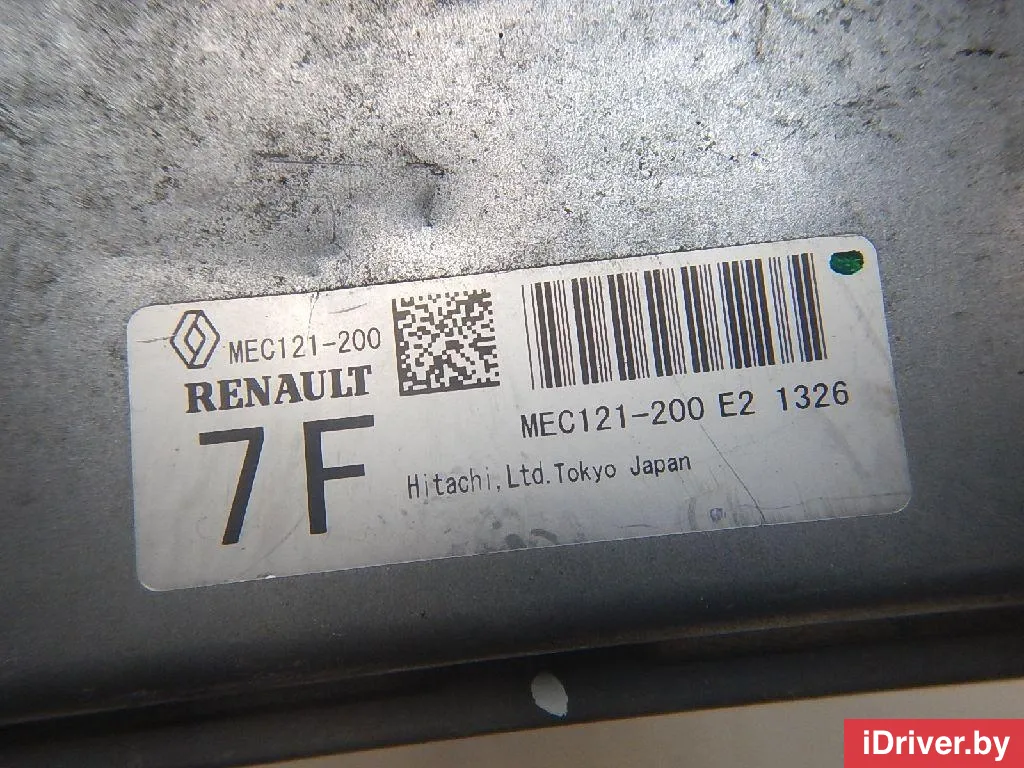 MEC121-200
RENAULT
7F
MEC121-200 E2 1326
Hitachi,Ltd.Tokyo Japan
iDriver.by